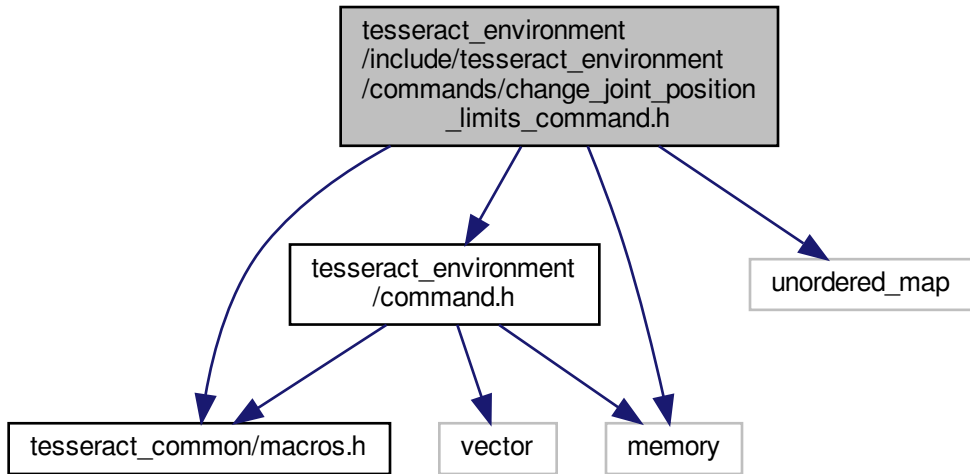 tesseract_environment
/include/tesseract_environment
/commands/change_joint_position
_limits_command.h
tesseract_environment
/command.h
unordered_map
tesseract_common/macros.h
vector
memory